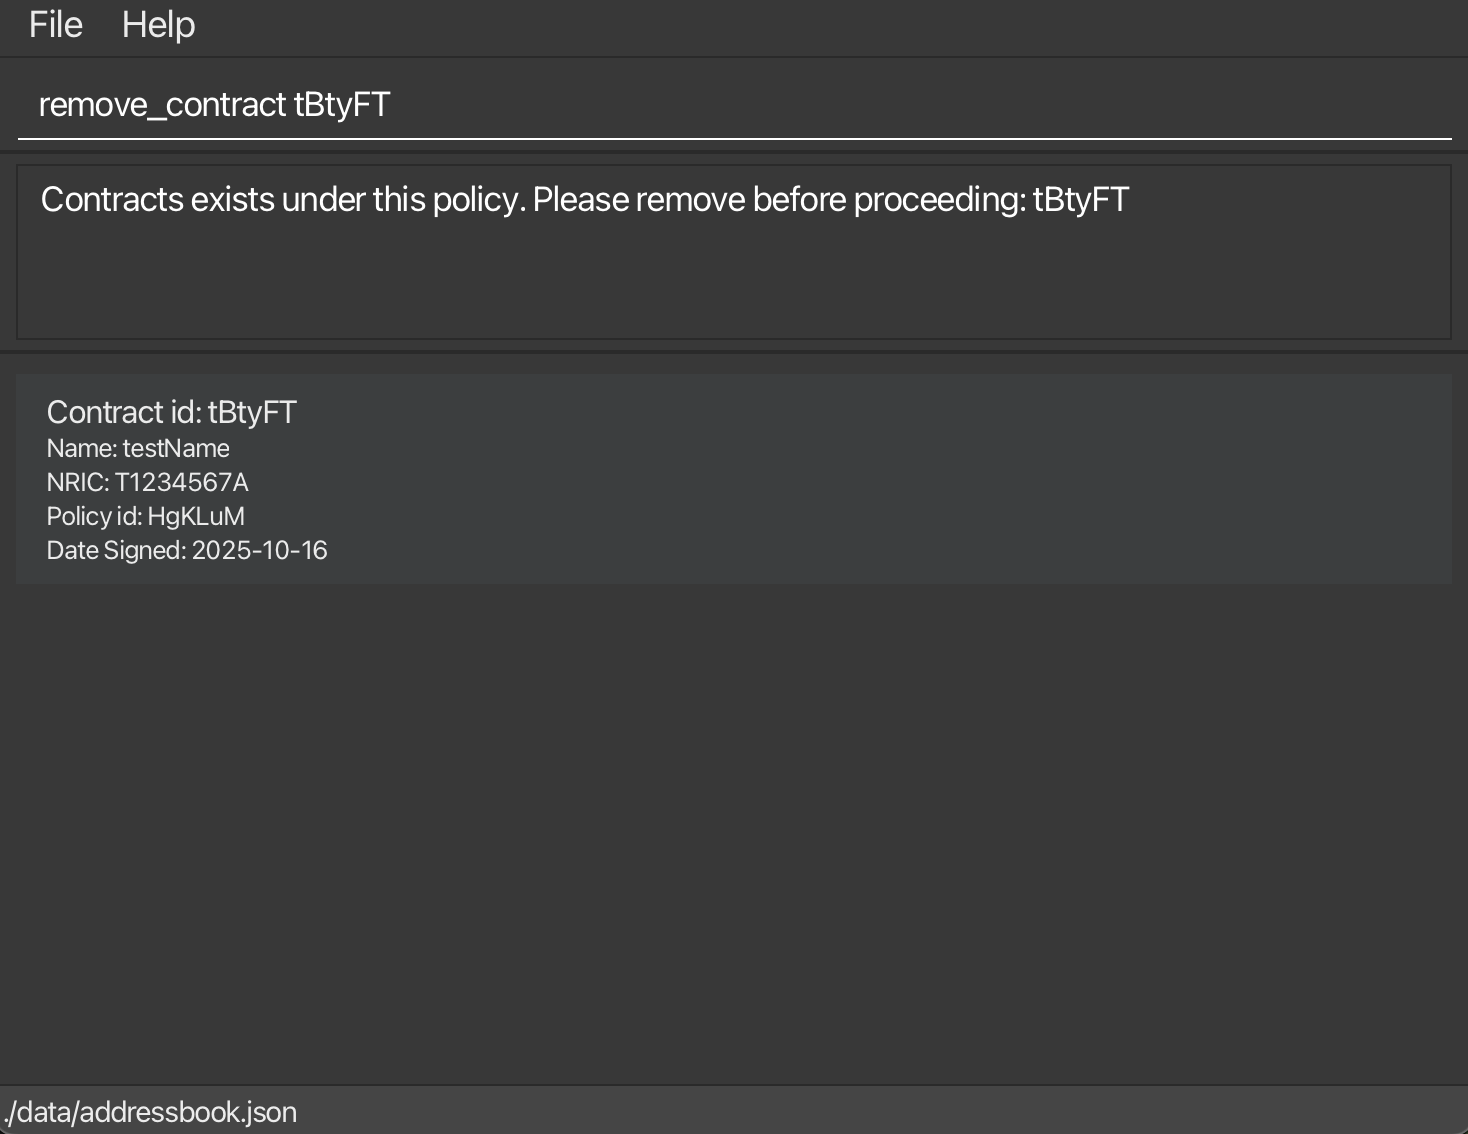 File Help
remove_contract tBtyFT
Contracts exists under this policy. Please remove before proceeding: tBtyFT
Contract id: tBtyFT
Name: testName
NRIC: T1234567A
Policy id: HgKLuM
Date Signed: 2025-10-16
./data/addressbook.json